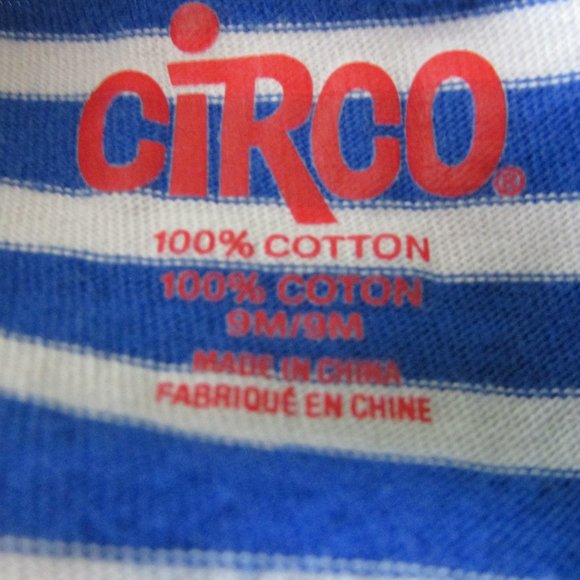 CiRCO®
100% COTTON
100% COTON
9M/9M
MADE IN CHINA
FABRIQUÉ EN CHINE